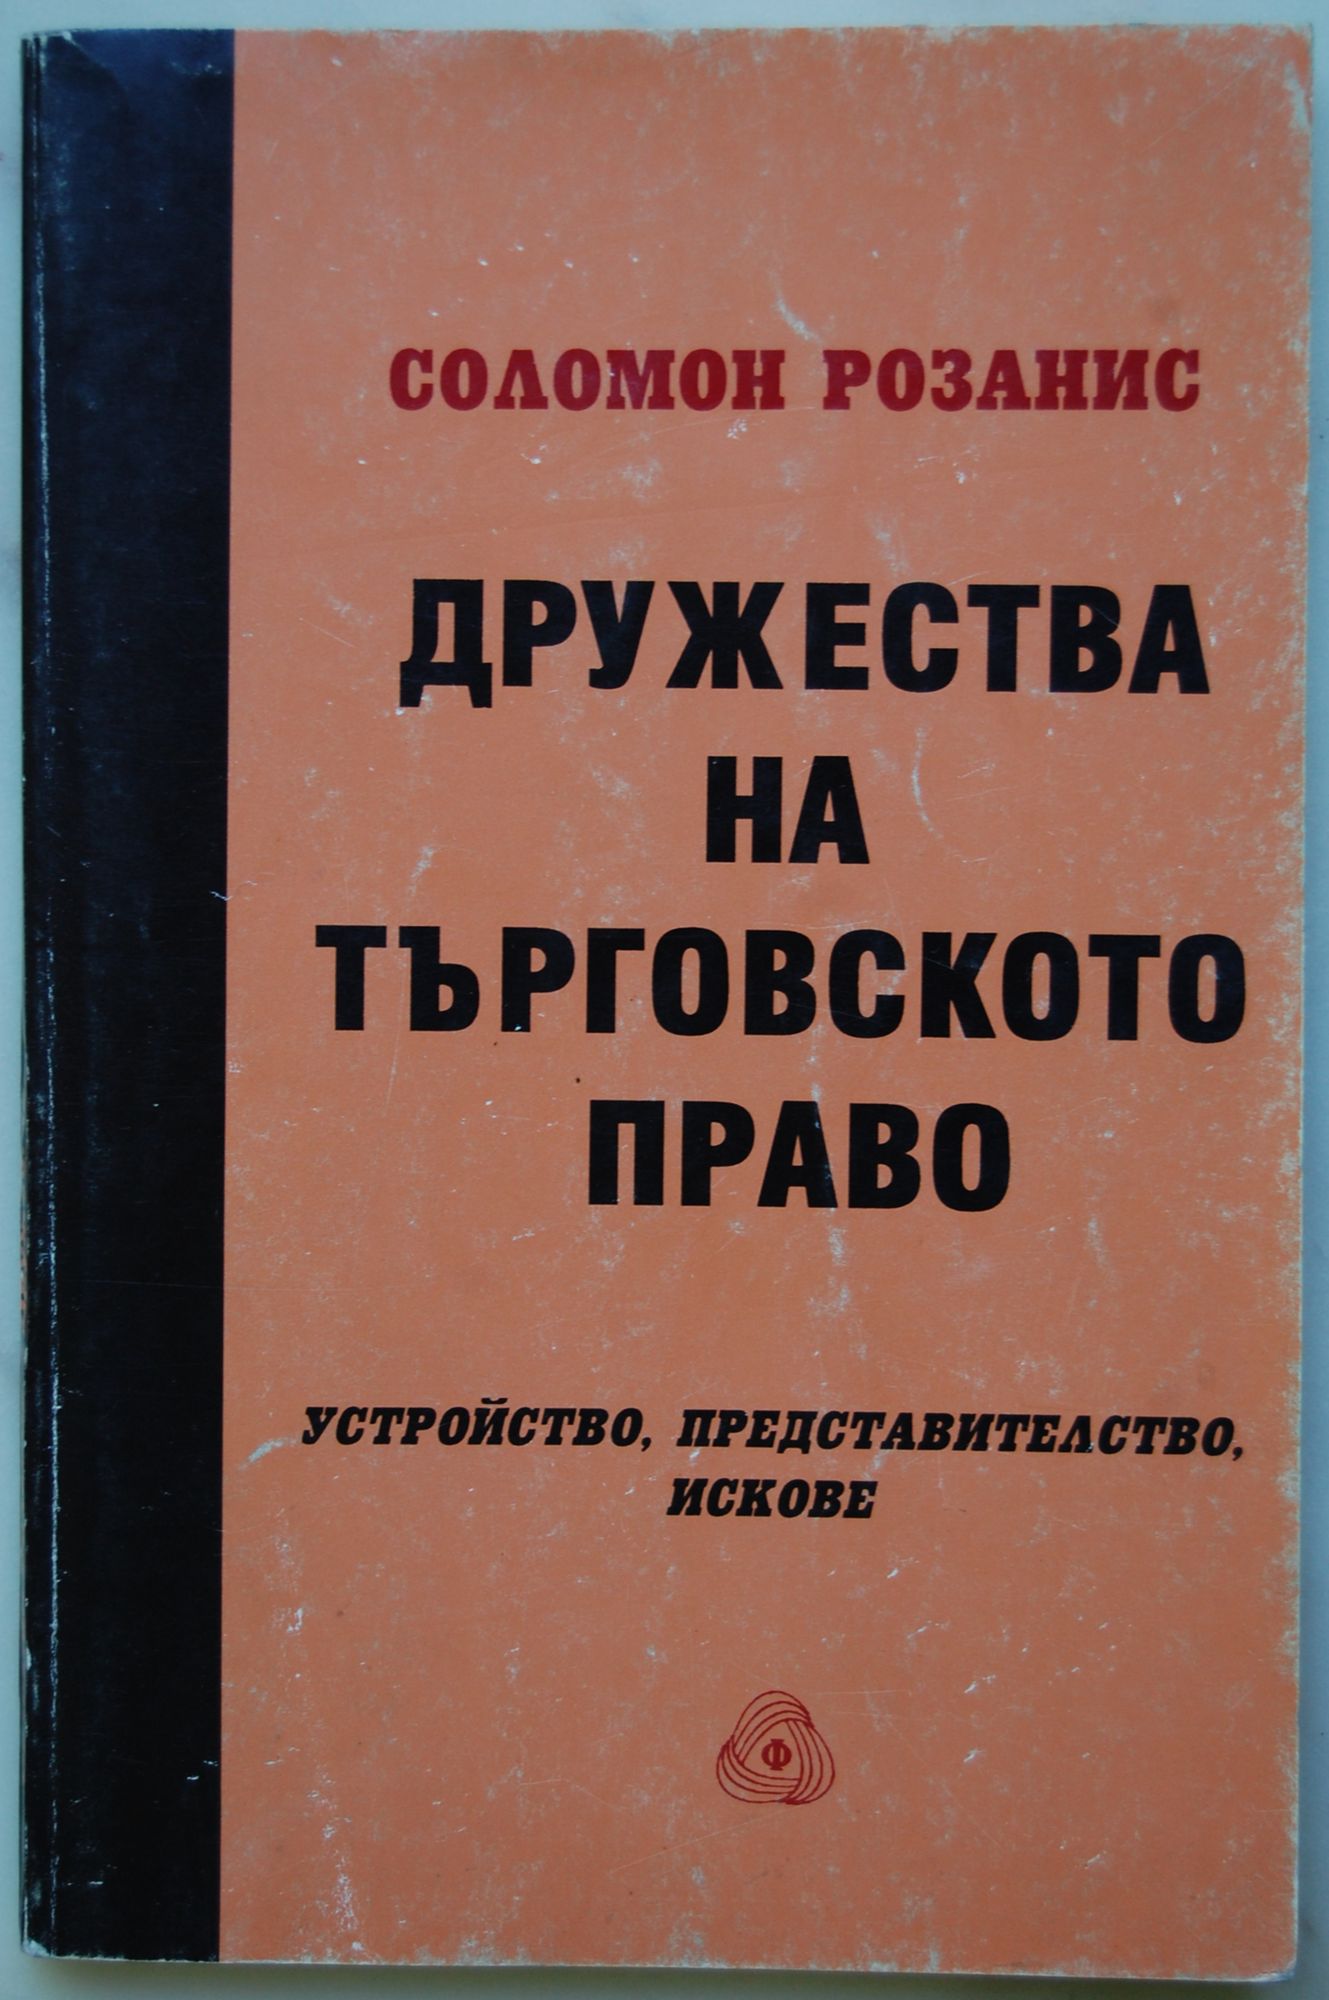 СОЛОМОН РОЗАНИС
ДРУЖЕСТВА
НА
ТЪРГОВСКОТО
ПРАВО
УСТРОЙСТВО, ПРЕДСТАВИТЕЛСТВО,
ИСКОВЕ
Ф